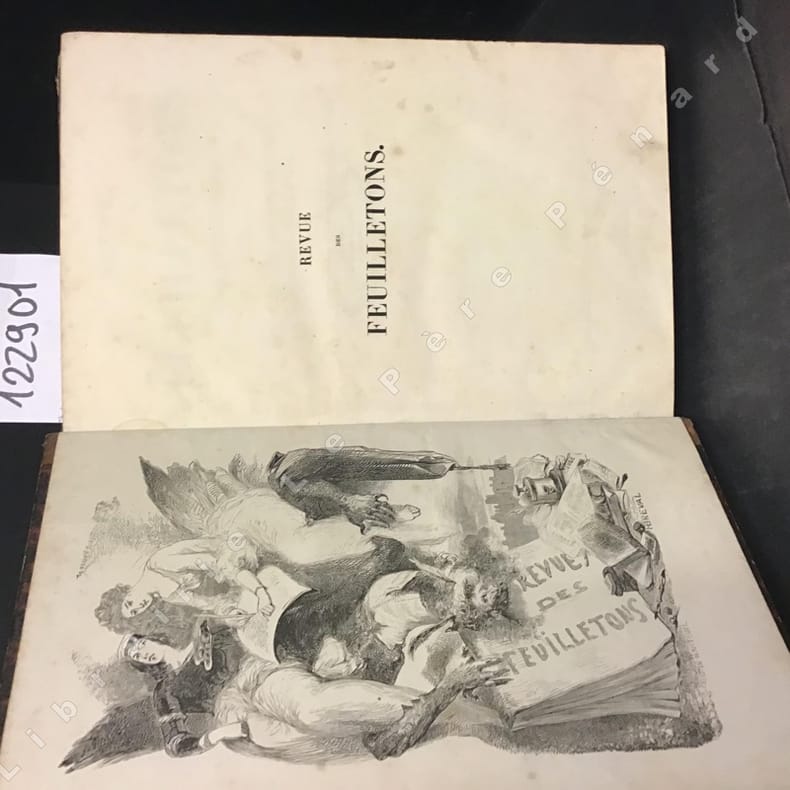 REVUE
DES
FEUILLETONS.
122901
REVUE
DES
FEUILLETONS
Librairie Le Père Pénard